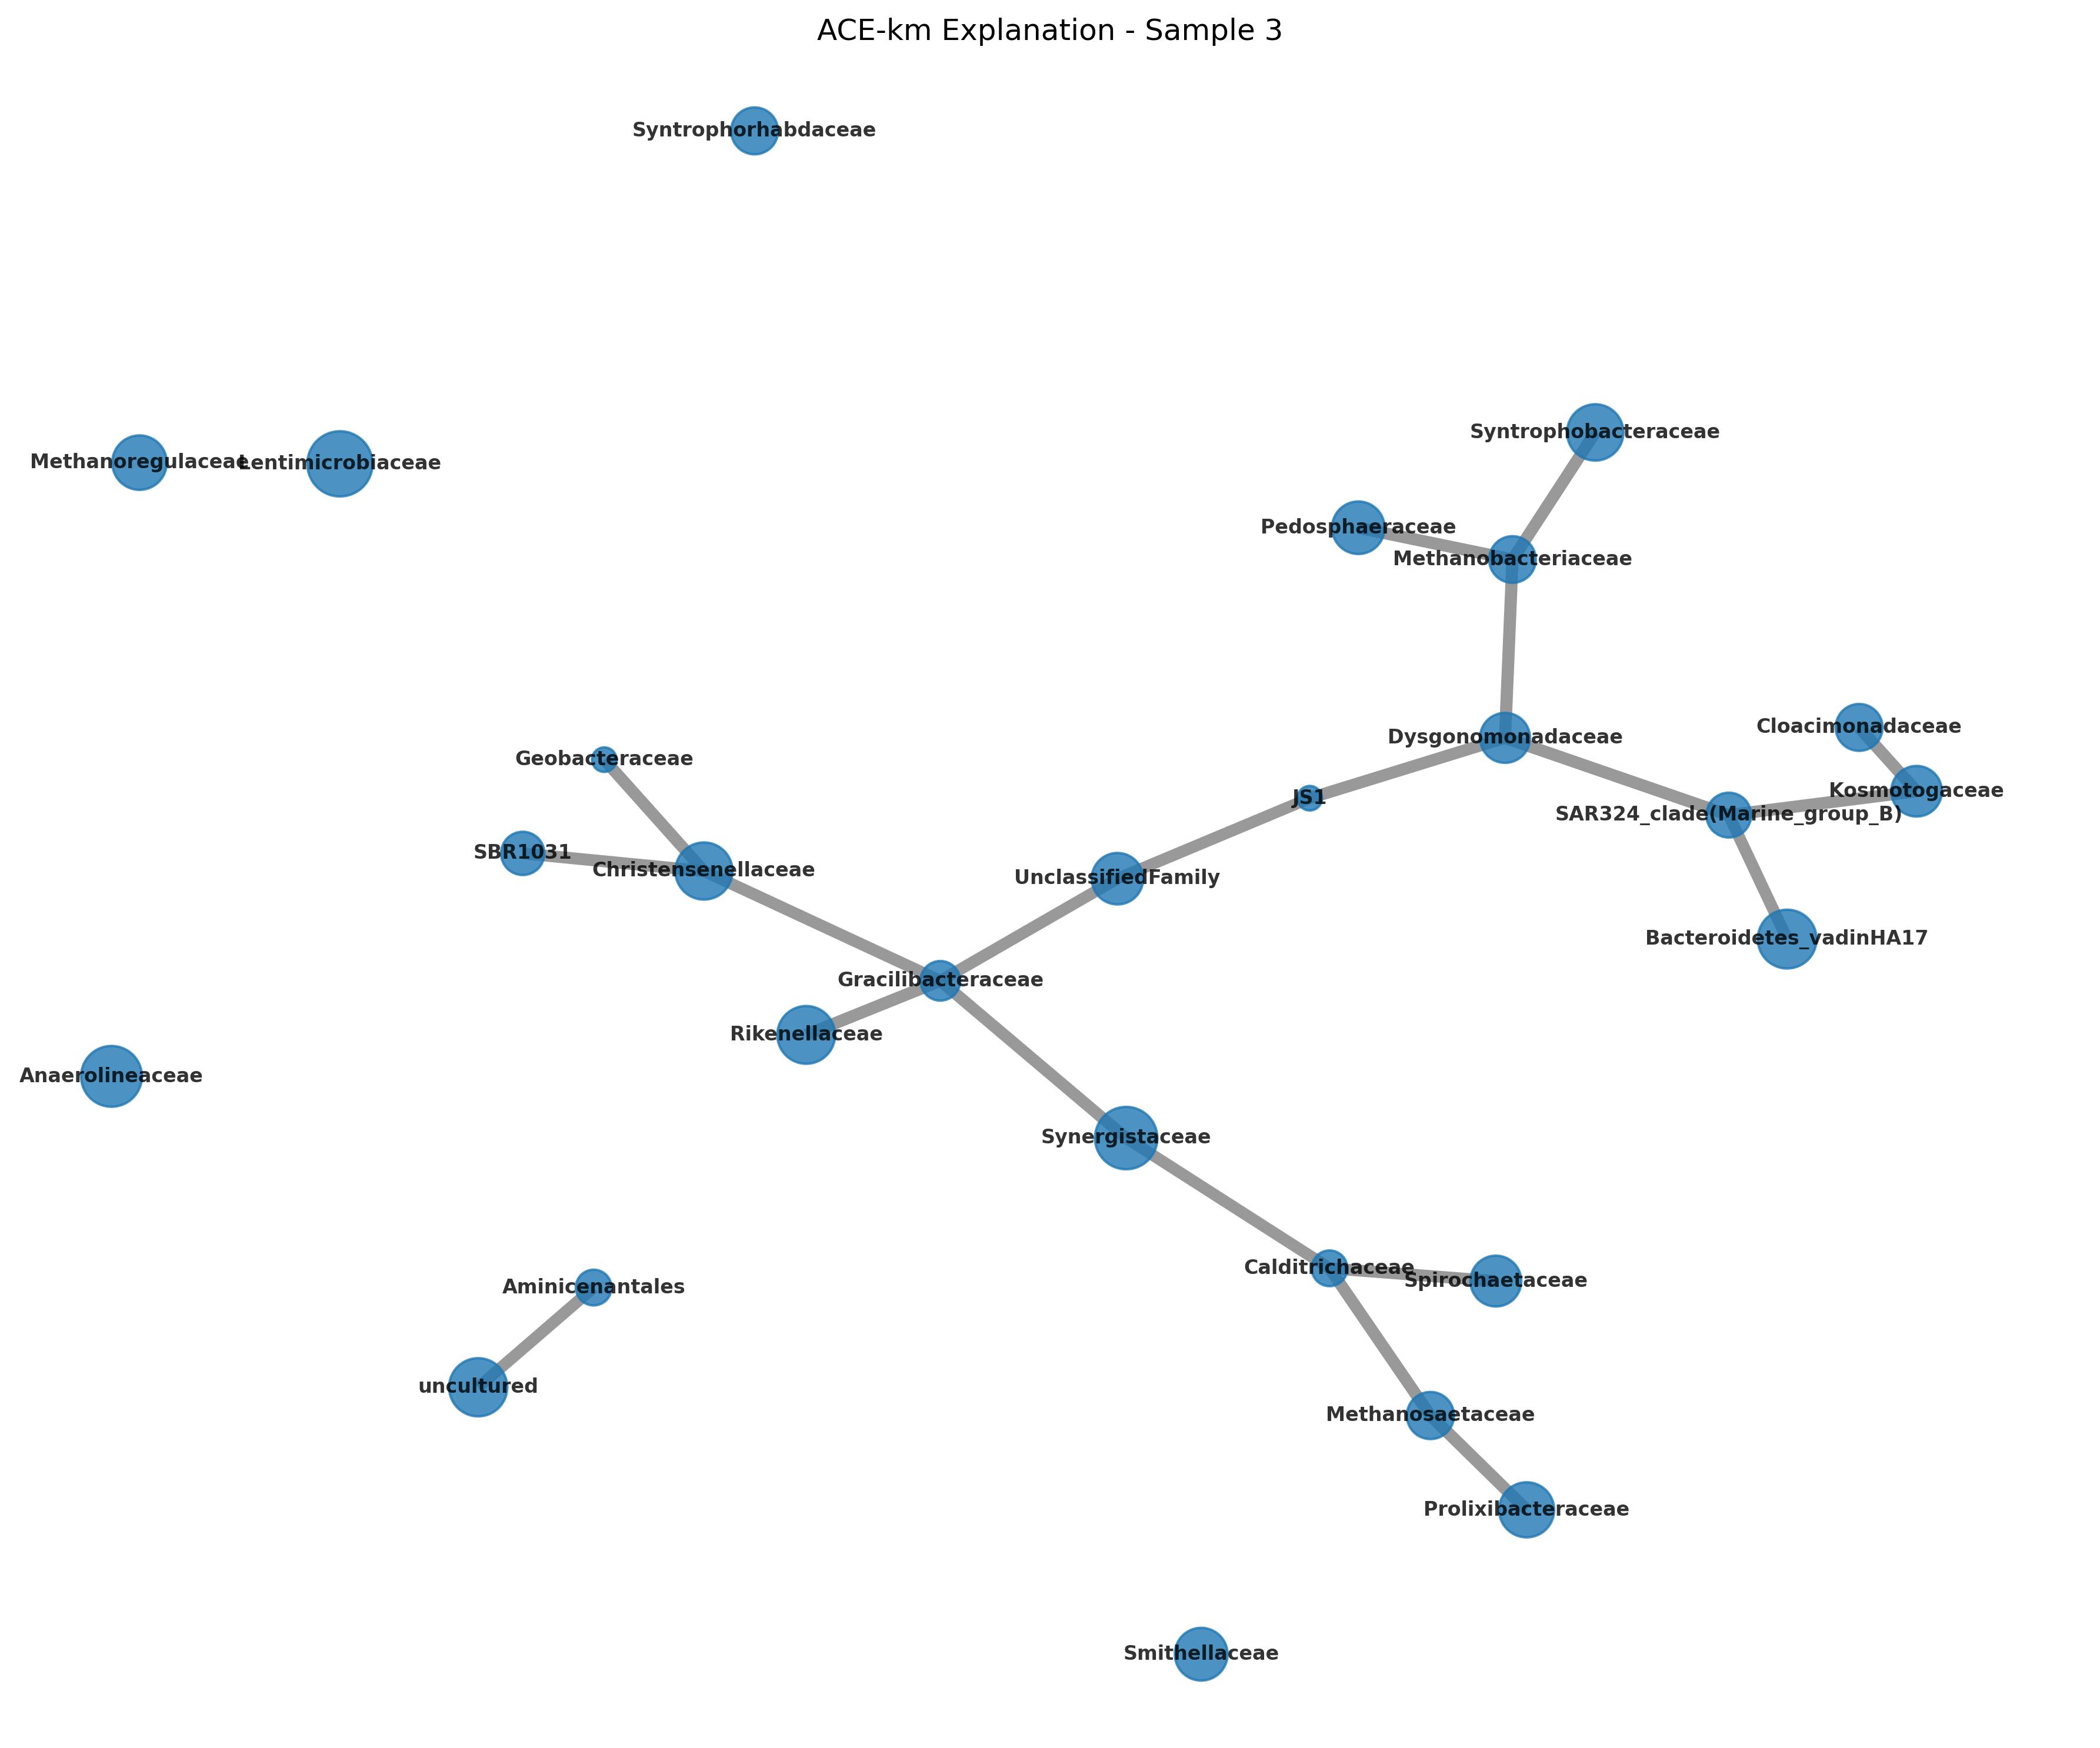 ACE-km Explanation - Sample 3
Syntrophorhabdaceae
Syntrophobacteraceae
Methanoregulaceae
Lentimicrobiaceae
Pedosphaeraceae
Methanobacteriaceae
Cloacimonadaceae
Dysgonomonadaceae
Geobacteraceae
Kosmotogaceae
JS1
SAR324_clade(Marine_group_B)
SBR1031
Christensenellaceae
UnclassifiedFamily
Bacteroidetes_vadinHA17
Gracilibacteraceae
Rikenellaceae
Anaerolineaceae
Synergistaceae
Calditrichaceae
Spirochaetaceae
Aminicenantales
uncultured
Methanosaetaceae
Prolixibacteraceae
Smithellaceae